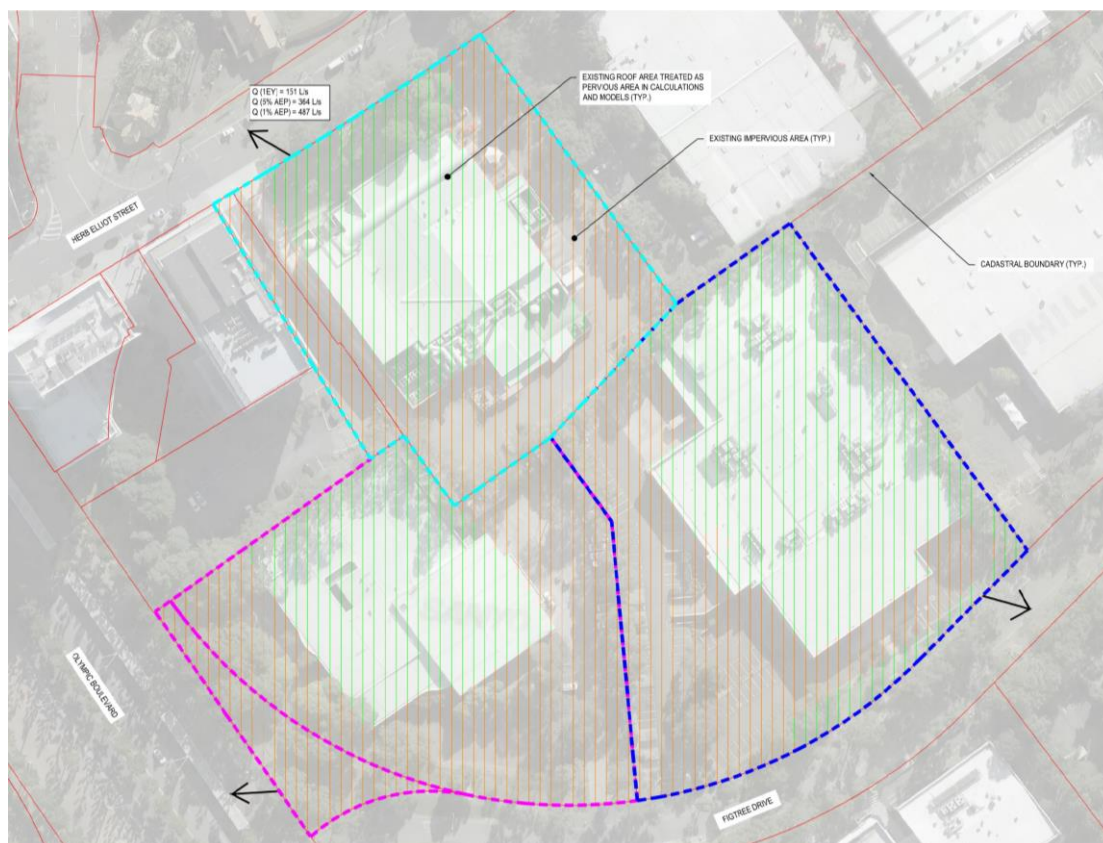 Q (1EY) = 151 L/s
Q (5% AEP) = 364 L/s
Q (1% AEP) = 487 L/s
EXISTING ROOF AREA TREATED AS
PERVIOUS AREA IN CALCULATIONS
AND MODELS (TYP.)
EXISTING IMPERVIOUS AREA (TYP.)
HERB ELLIOT STREET
CADASTRAL BOUNDARY (TYP.)
OLYMPIC BOULEVARD
FIGTREE DRIVE